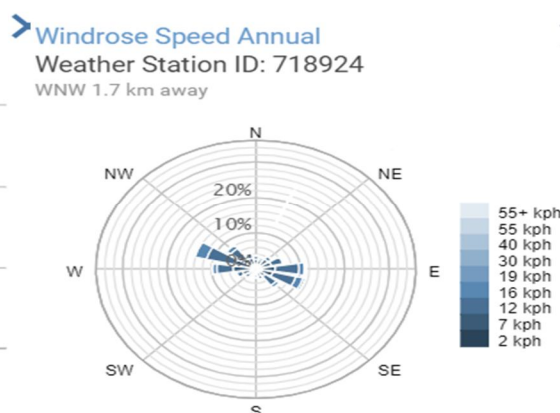 Windrose Speed Annual
Weather Station ID: 718924
WNW 1.7 km away
N
NW
NE
20%
10%
W
E
SW
SE
S
55+ kph
55 kph
40 kph
30 kph
19 kph
16 kph
12 kph
7 kph
2 kph